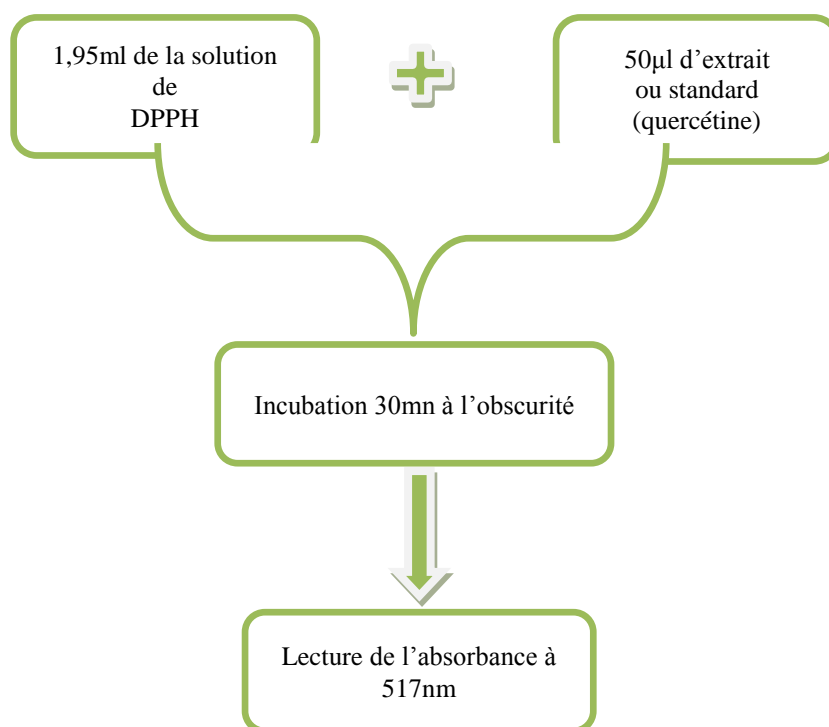 1,95ml de la solution
de
DPPH
50µl d’extrait
ou standard
(quercétine)
Incubation 30mn à l’obscurité
Lecture de l’absorbance à
517nm